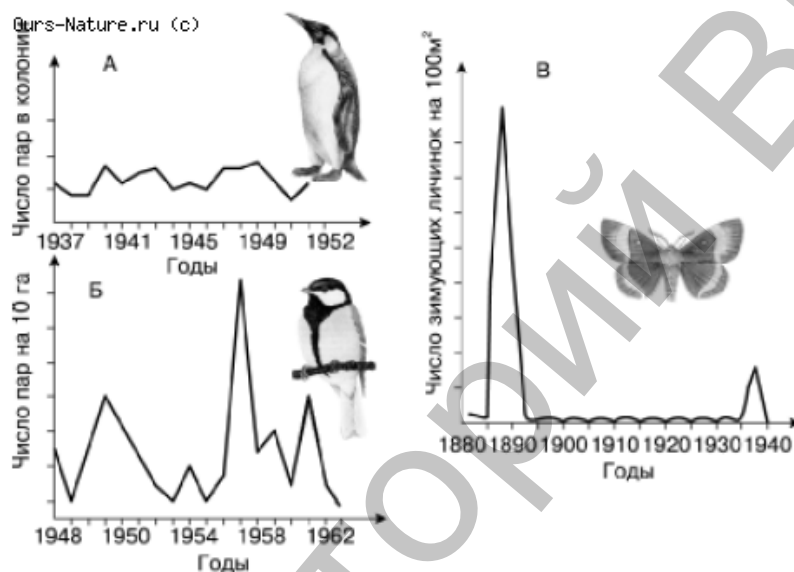 Ours-Nature.ru (c)
А
Число пар в колонии
1937 1941 1945 1949 1952
Годы
Б
Число пар на 10 га
1948 1950 1954 1958 1962
Годы
В
Число зимующих личинок на 100м²
1880 1890 1900 1910 1920 1930 1940
Годы